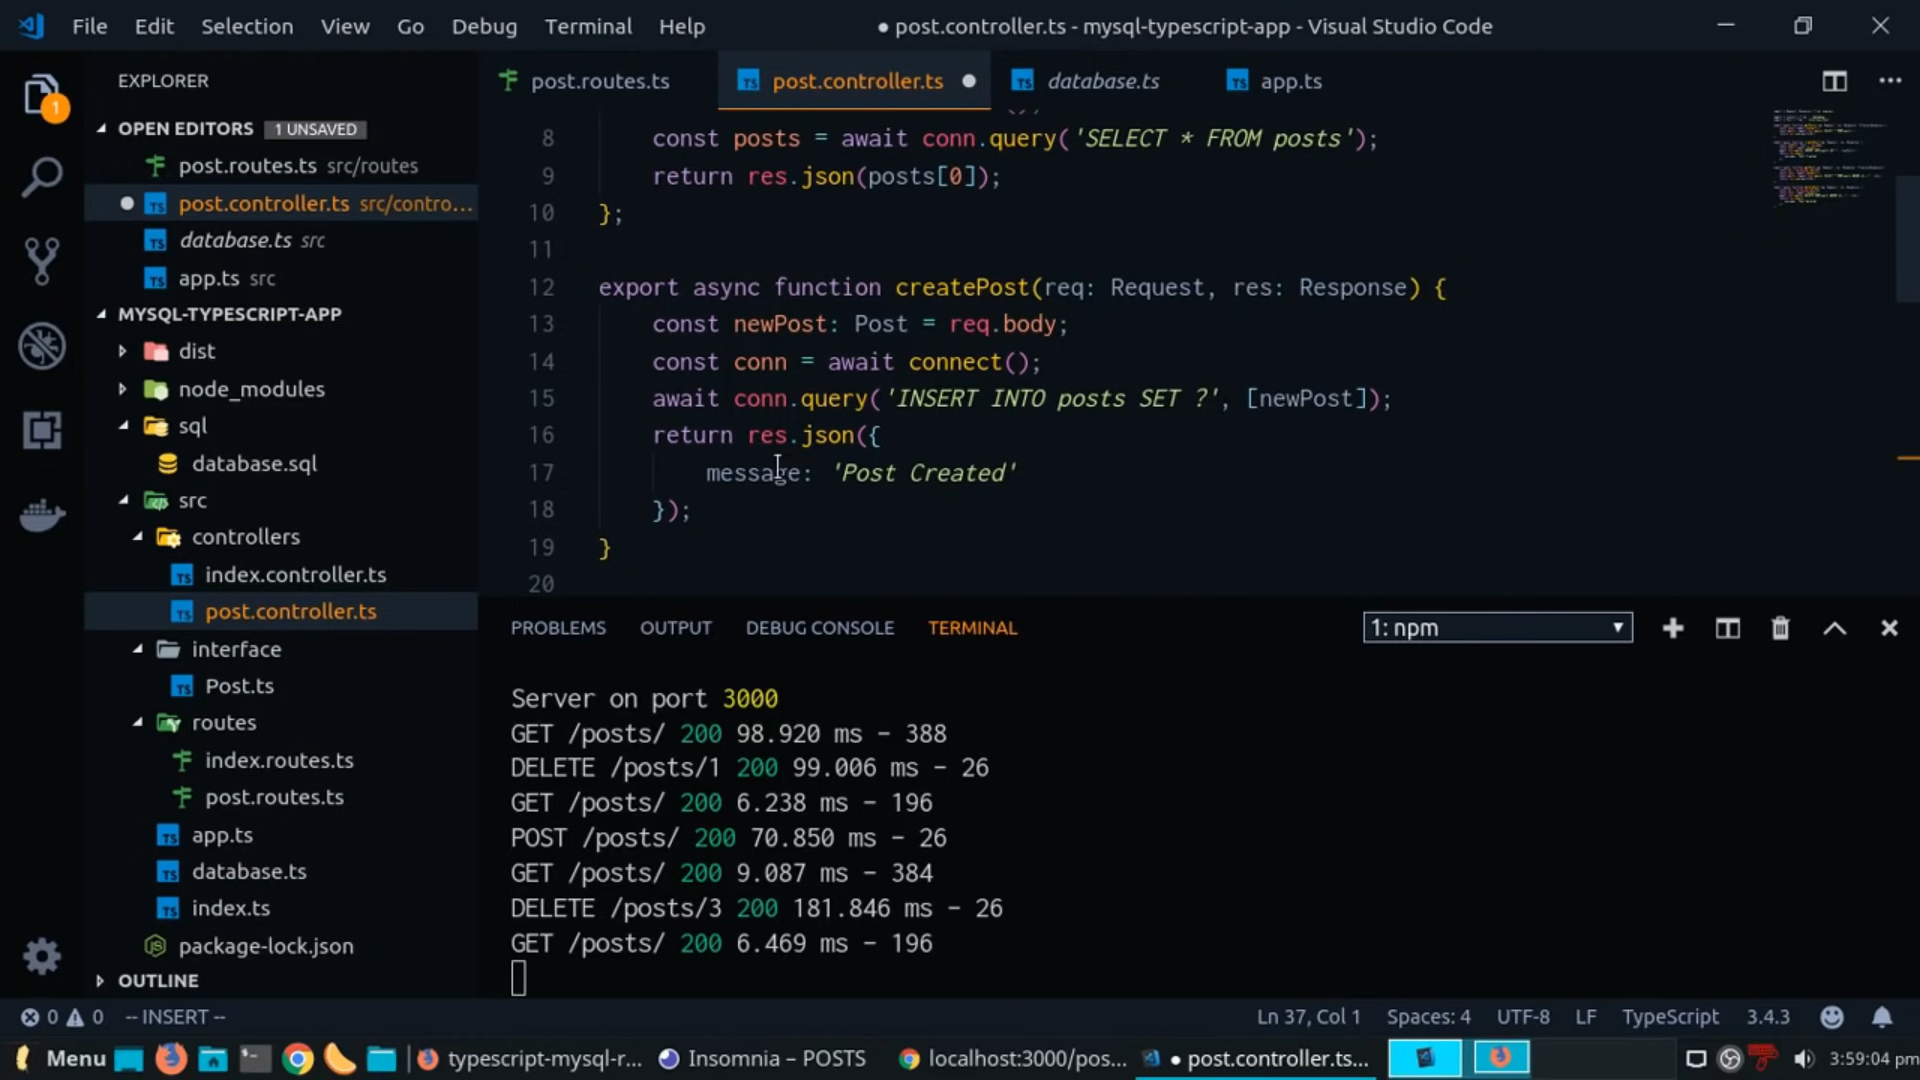 File Edit Selection View Go Debug Terminal Help
● post.controller.ts - mysql-typescript-app - Visual Studio Code
EXPLORER
OPEN EDITORS 1 UNSAVED
post.routes.ts src/routes
post.controller.ts src/contro...
database.ts src
app.ts src
MYSQL-TYPESCRIPT-APP
dist
node_modules
sql
database.sql
src
controllers
index.controller.ts
post.controller.ts
interface
Post.ts
routes
index.routes.ts
post.routes.ts
app.ts
database.ts
index.ts
package-lock.json
OUTLINE
1
post.routes.ts post.controller.ts database.ts app.ts
8 const posts = await conn.query('SELECT * FROM posts');
9 return res.json(posts[0]);
10 };
11
12 export async function createPost(req: Request, res: Response) {
13 const newPost: Post = req.body;
14 const conn = await connect();
15 await conn.query('INSERT INTO posts SET ?', [newPost]);
16 return res.json({
17 message: 'Post Created'
18 });
19 }
20
PROBLEMS OUTPUT DEBUG CONSOLE TERMINAL 1: npm
Server on port 3000
GET /posts/ 200 98.920 ms - 388
DELETE /posts/1 200 99.006 ms - 26
GET /posts/ 200 6.238 ms - 196
POST /posts/ 200 70.850 ms - 26
GET /posts/ 200 9.087 ms - 384
DELETE /posts/3 200 181.846 ms - 26
GET /posts/ 200 6.469 ms - 196
0 0 -- INSERT -- Ln 37, Col 1 Spaces: 4 UTF-8 LF TypeScript 3.4.3
Menu typescript-mysql-r... Insomnia – POSTS localhost:3000/pos... ● post.controller.ts... 3:59:04 pm